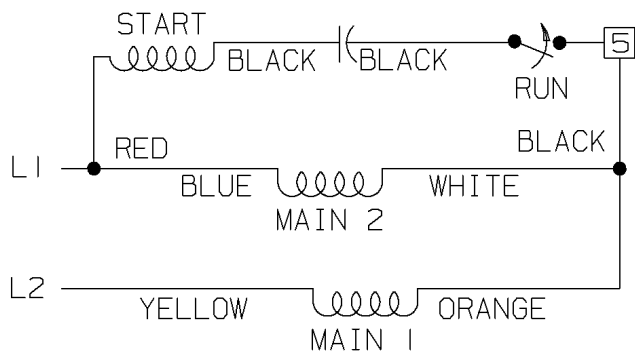 START
BLACK
BLACK
5
RUN
BLACK
L1
RED
BLUE
WHITE
MAIN 2
L2
YELLOW
ORANGE
MAIN 1